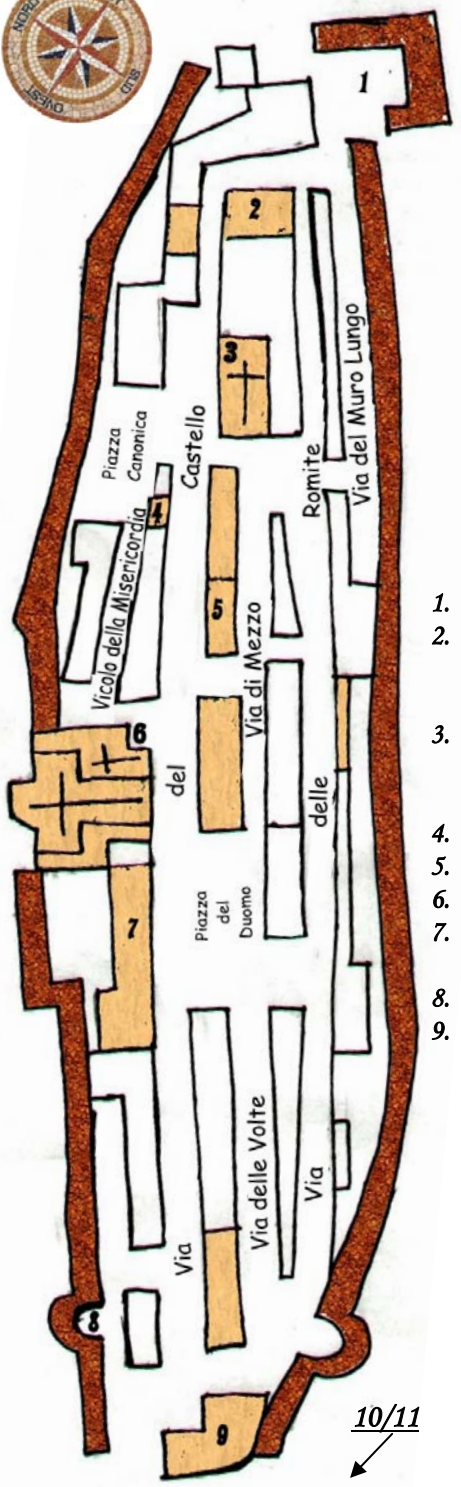 NORD
SUD
OVEST
1
2
3
Piazza
Canonica
Castello
Romite
Via del Muro Lungo
4
Vicolo della Misericordia
5
Via di Mezzo
1.
2.
3.
6
del
delle
4.
5.
6.
7.
7
Piazza
del
Duomo
8.
9.
Via
Via delle Volte
Via
8
9
10/11